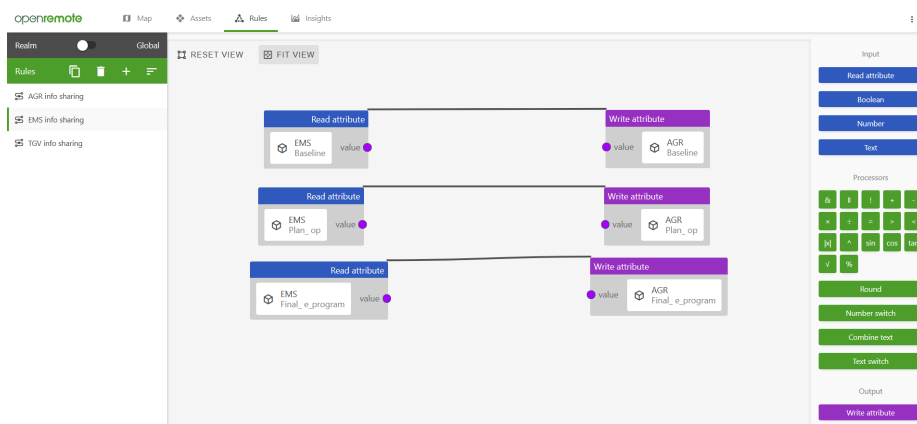 openremote
Map
Assets
Rules
Insights
Realm
Global
Rules
AGR info sharing
EMS info sharing
TGV info sharing
RESET VIEW
FIT VIEW
Read attribute
EMS
Baseline
value
Write attribute
value
AGR
Baseline
Read attribute
EMS
Plan_ op
value
Write attribute
value
AGR
Plan_ op
Read attribute
EMS
Final_ e_program
value
Write attribute
value
AGR
Final_ e_program
Input
Read attribute
Boolean
Number
Text
Processors
& ‖ ! + -
× ÷ = > <
|x| ^ sin cos tan
√ %
Round
Number switch
Combine text
Text switch
Output
Write attribute